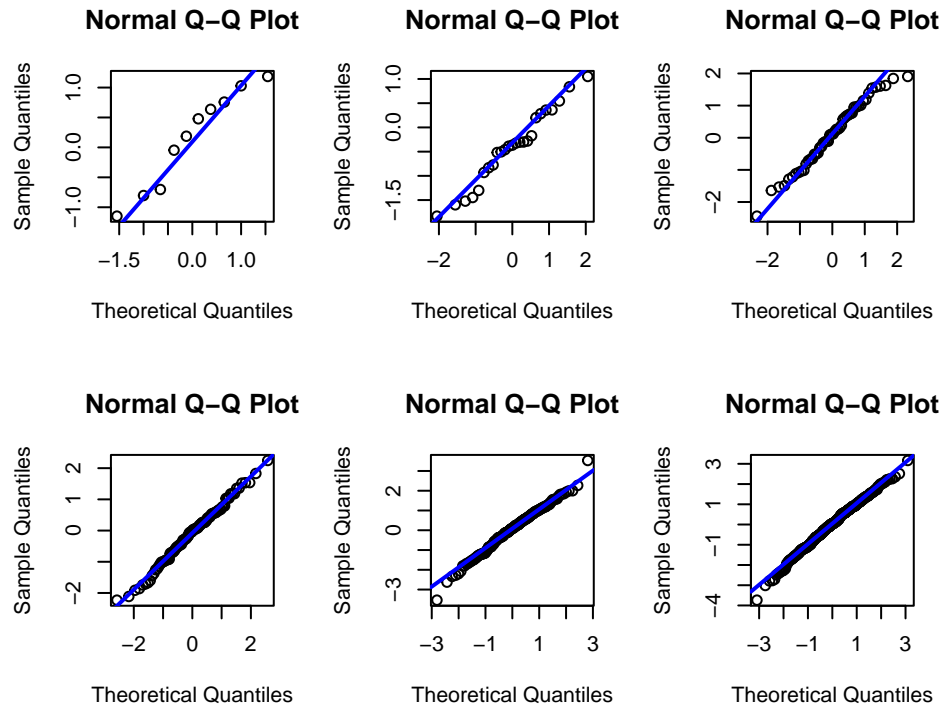 Normal Q−Q Plot
Sample Quantiles
−1.0 0.0 1.0
−1.5 0.0 1.0
Theoretical Quantiles
Normal Q−Q Plot
Sample Quantiles
−1.5 0.0 1.0
−2 0 1 2
Theoretical Quantiles
Normal Q−Q Plot
Sample Quantiles
−2 0 1 2
−2 0 1 2
Theoretical Quantiles
Normal Q−Q Plot
Sample Quantiles
−2 0 1 2
−2 0 2
Theoretical Quantiles
Normal Q−Q Plot
Sample Quantiles
−3 0 2
−3 −1 1 3
Theoretical Quantiles
Normal Q−Q Plot
Sample Quantiles
−4 −1 1 3
−3 −1 1 3
Theoretical Quantiles